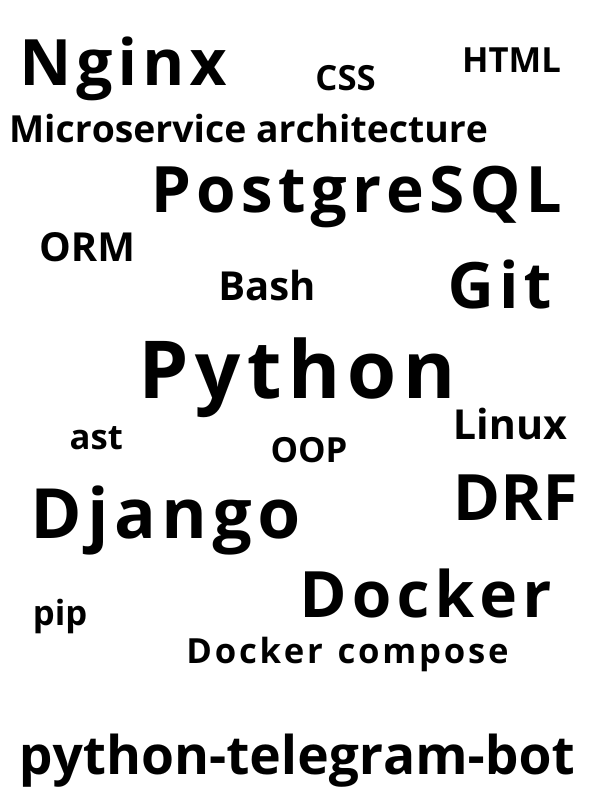 Nginx
CSS
HTML
Microservice architecture
PostgreSQL
ORM
Bash
Git
Python
Linux
ast
OOP
Django
DRF
Docker
pip
Docker compose
python-telegram-bot